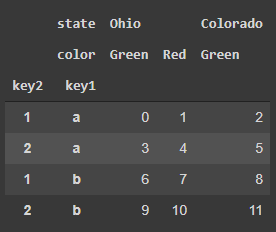 state Ohio Colorado
color Green Red Green
key2 key1
1 a 0 1 2
2 a 3 4 5
1 b 6 7 8
2 b 9 10 11